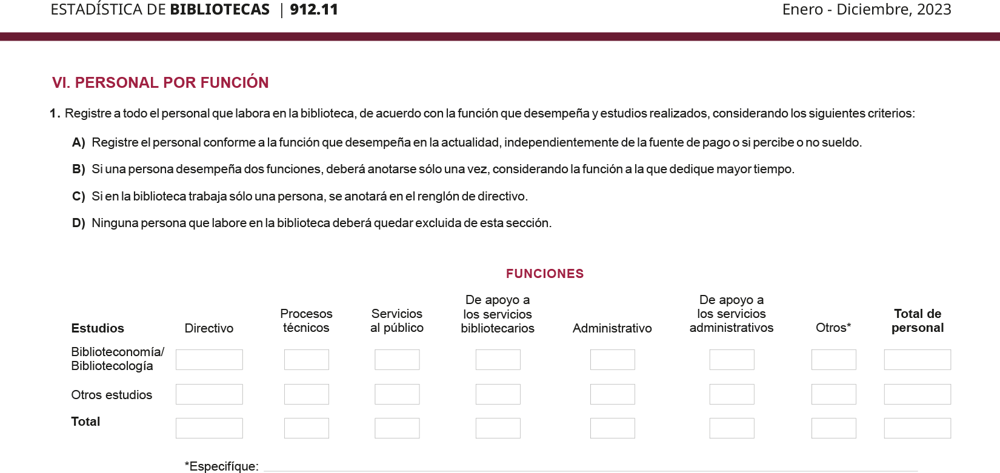 ESTADÍSTICA DE BIBLIOTECAS | 912.11
Enero - Diciembre, 2023
VI. PERSONAL POR FUNCIÓN
1. Registre a todo el personal que labora en la biblioteca, de acuerdo con la función que desempeña y estudios realizados, considerando los siguientes criterios:
A) Registre el personal conforme a la función que desempeña en la actualidad, independientemente de la fuente de pago o si percibe o no sueldo.
B) Si una persona desempeña dos funciones, deberá anotarse sólo una vez, considerando la función a la que dedique mayor tiempo.
C) Si en la biblioteca trabaja sólo una persona, se anotará en el renglón de directivo.
D) Ninguna persona que labore en la biblioteca deberá quedar excluida de esta sección.
FUNCIONES
Estudios
Directivo
Procesos
técnicos
Servicios
al público
De apoyo a
los servicios
bibliotecarios
Administrativo
De apoyo a
los servicios
administrativos
Otros*
Total de
personal
Biblioteconomía/
Bibliotecología
Otros estudios
Total
*Especifíque: